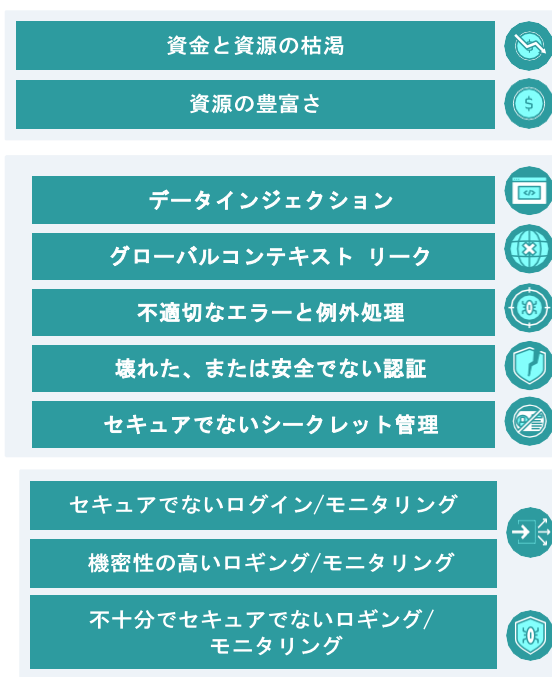 資金と資源の枯渇
資源の豊富さ
$
データインジェクション
</>
グローバルコンテキスト リーク
不適切なエラーと例外処理
壊れた、または安全でない認証
セキュアでないシークレット管理
セキュアでないログイン/モニタリング
機密性の高いロギング/モニタリング
不十分でセキュアでないロギング/
モニタリング